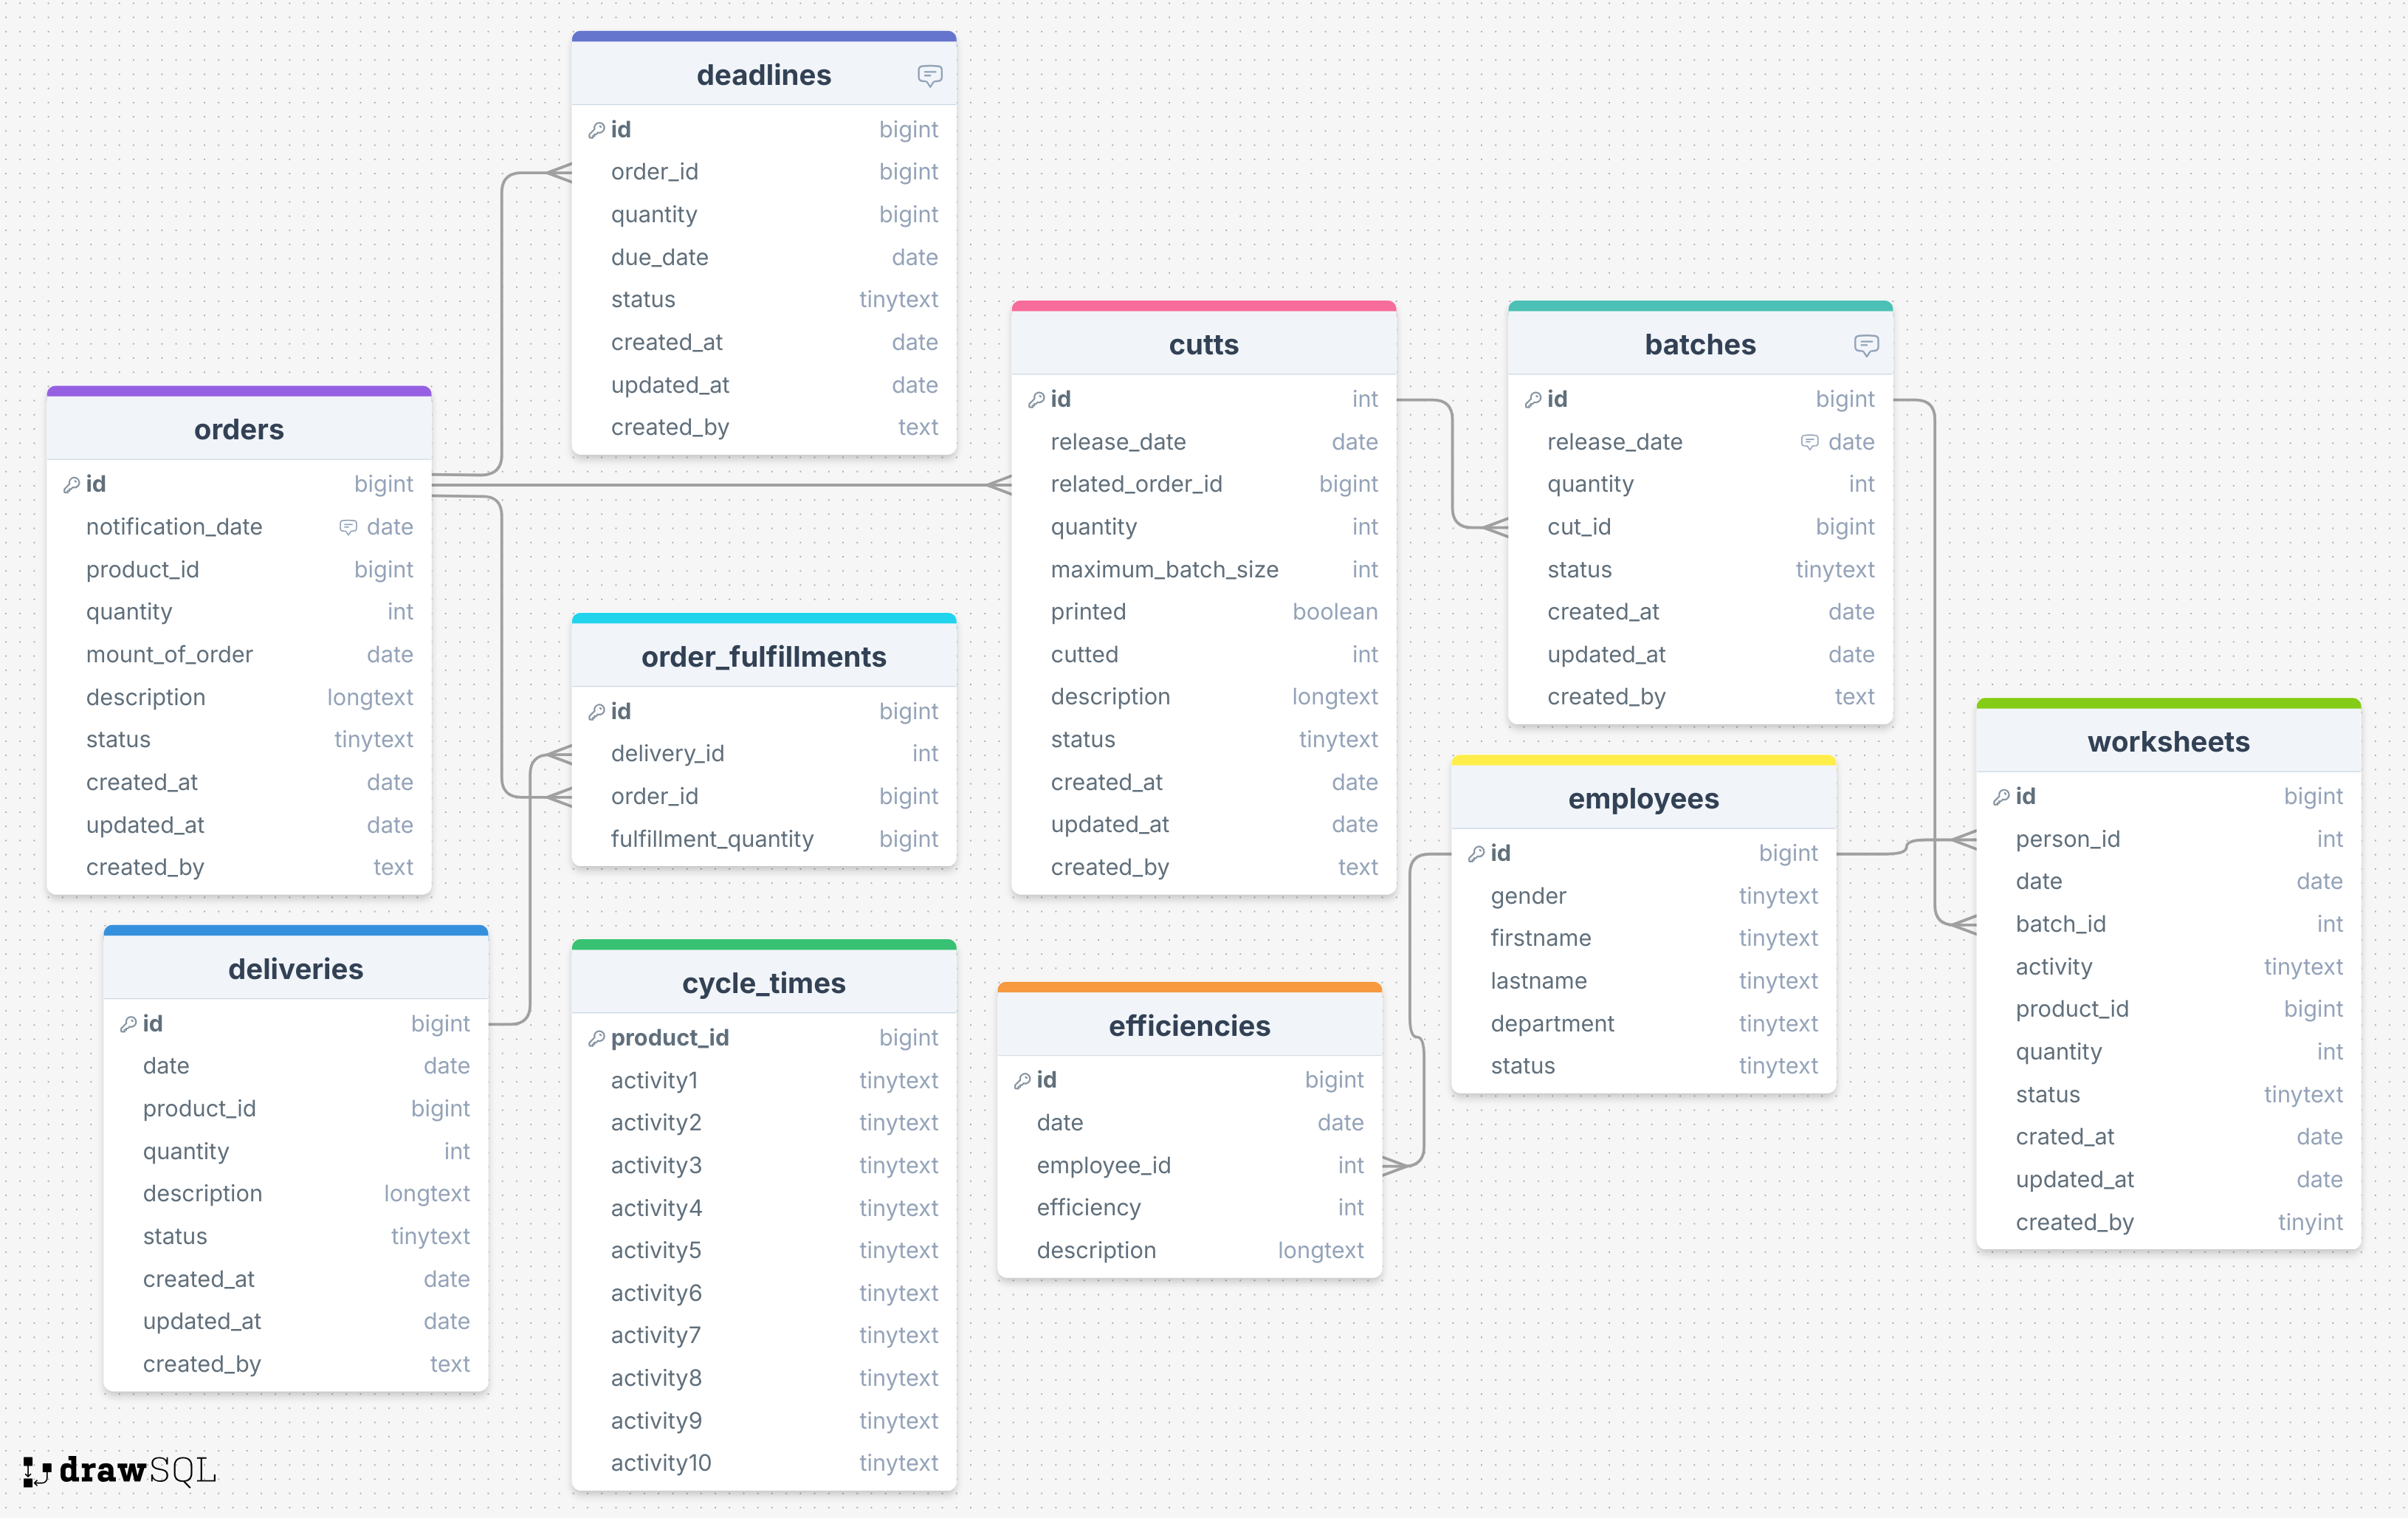 deadlines
id bigint
order_id bigint
quantity bigint
due_date date
status tinytext
created_at date
updated_at date
created_by text
orders
id bigint
notification_date date
product_id bigint
quantity int
mount_of_order date
description longtext
status tinytext
created_at date
updated_at date
created_by text
order_fulfillments
id bigint
delivery_id int
order_id bigint
fulfillment_quantity bigint
cutts
id int
release_date date
related_order_id bigint
quantity int
maximum_batch_size int
printed boolean
cutted int
description longtext
status tinytext
created_at date
updated_at date
created_by text
batches
id bigint
release_date date
quantity int
cut_id bigint
status tinytext
created_at date
updated_at date
created_by text
employees
id bigint
gender tinytext
firstname tinytext
lastname tinytext
department tinytext
status tinytext
worksheets
id bigint
person_id int
date date
batch_id int
activity tinytext
product_id bigint
quantity int
status tinytext
crated_at date
updated_at date
created_by tinyint
deliveries
id bigint
date date
product_id bigint
quantity int
description longtext
status tinytext
created_at date
updated_at date
created_by text
cycle_times
product_id bigint
activity1 tinytext
activity2 tinytext
activity3 tinytext
activity4 tinytext
activity5 tinytext
activity6 tinytext
activity7 tinytext
activity8 tinytext
activity9 tinytext
activity10 tinytext
efficiencies
id bigint
date date
employee_id int
efficiency int
description longtext
drawSQL